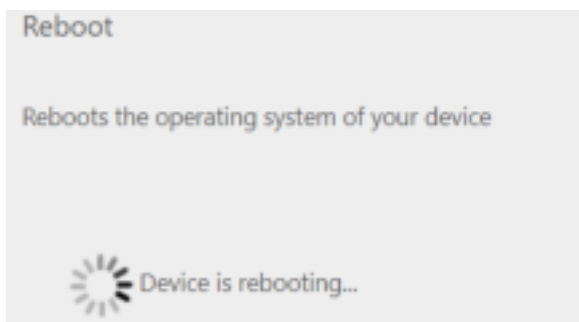 Reboot
Reboots the operating system of your device
Device is rebooting...